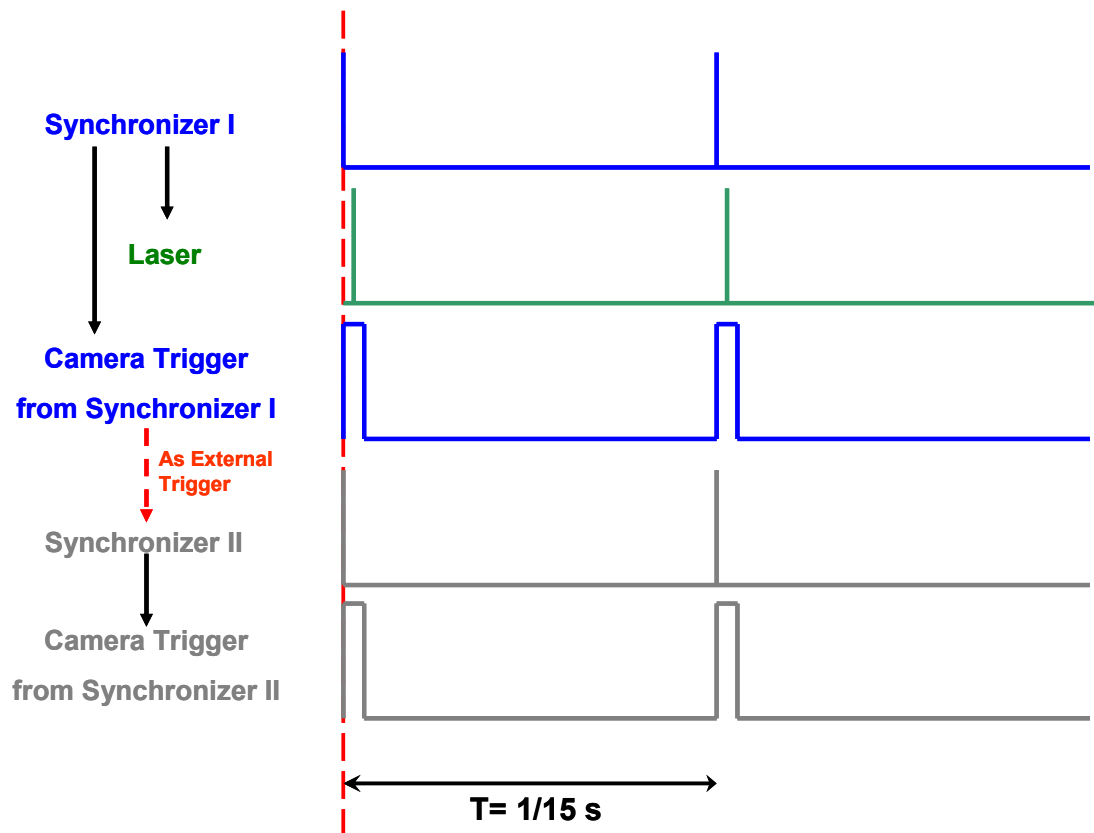 Synchronizer I
Laser
Camera Trigger
from Synchronizer I
As External
Trigger
Synchronizer II
Camera Trigger
from Synchronizer II
T= 1/15 s